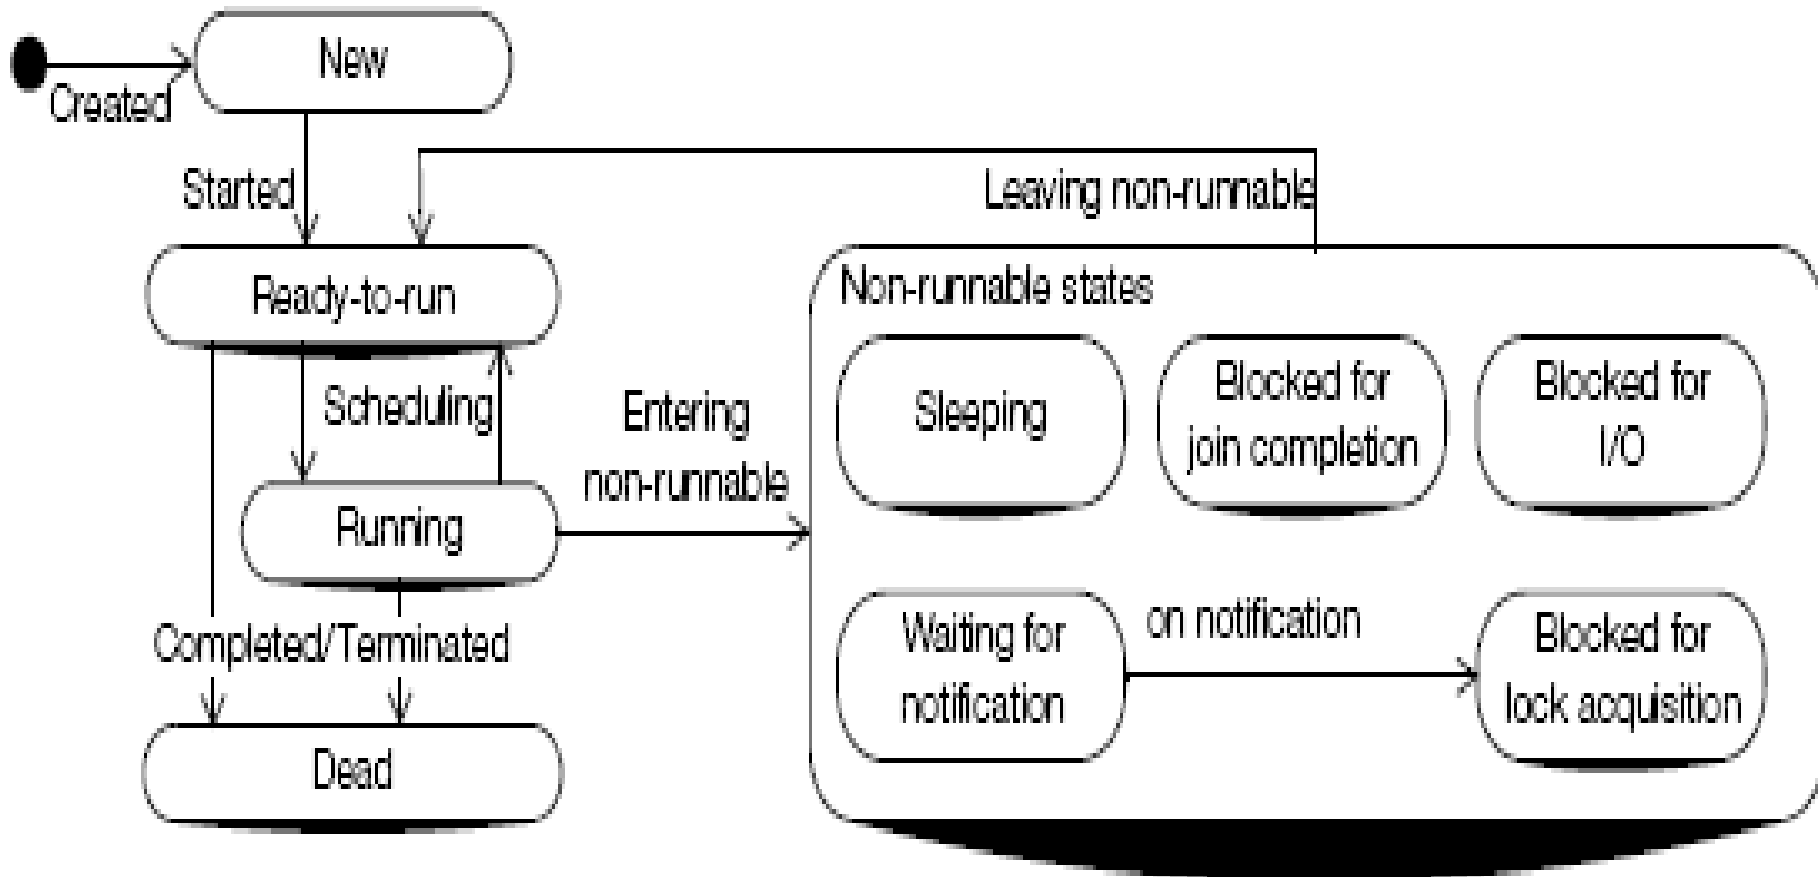 New
Created
Started
Leaving non-runnable
Ready-to-run
Non-runnable states
Scheduling
Entering
non-runnable
Sleeping
Blocked for
join completion
Blocked for
I/O
Running
Completed/Terminated
Waiting for
notification
on notification
Blocked for
lock acquisition
Dead